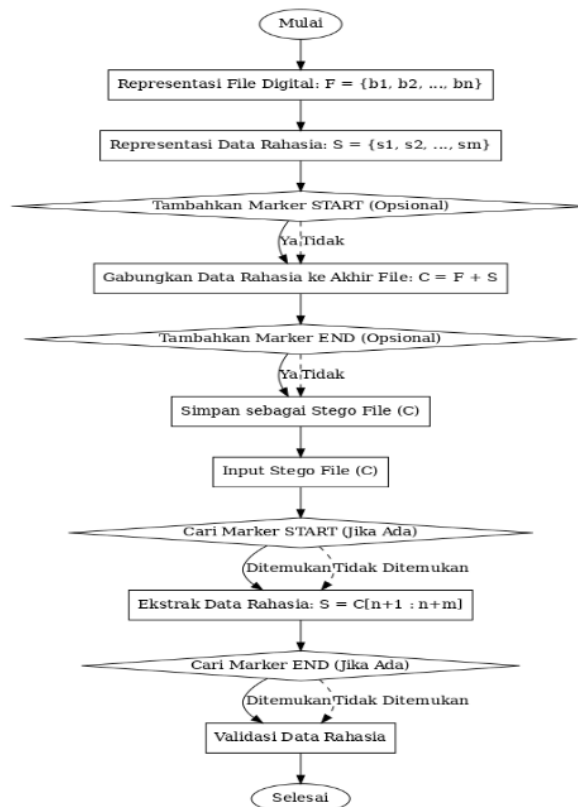 Mulai
Representasi File Digital: F = {b1, b2, ..., bn}
Representasi Data Rahasia: S = {s1, s2, ..., sm}
Tambahkan Marker START (Opsional)
Ya Tidak
Gabungkan Data Rahasia ke Akhir File: C = F + S
Tambahkan Marker END (Opsional)
Ya Tidak
Simpan sebagai Stego File (C)
Input Stego File (C)
Cari Marker START (Jika Ada)
Ditemukan Tidak Ditemukan
Ekstrak Data Rahasia: S = C[n+1 : n+m]
Cari Marker END (Jika Ada)
Ditemukan Tidak Ditemukan
Validasi Data Rahasia
Selesai